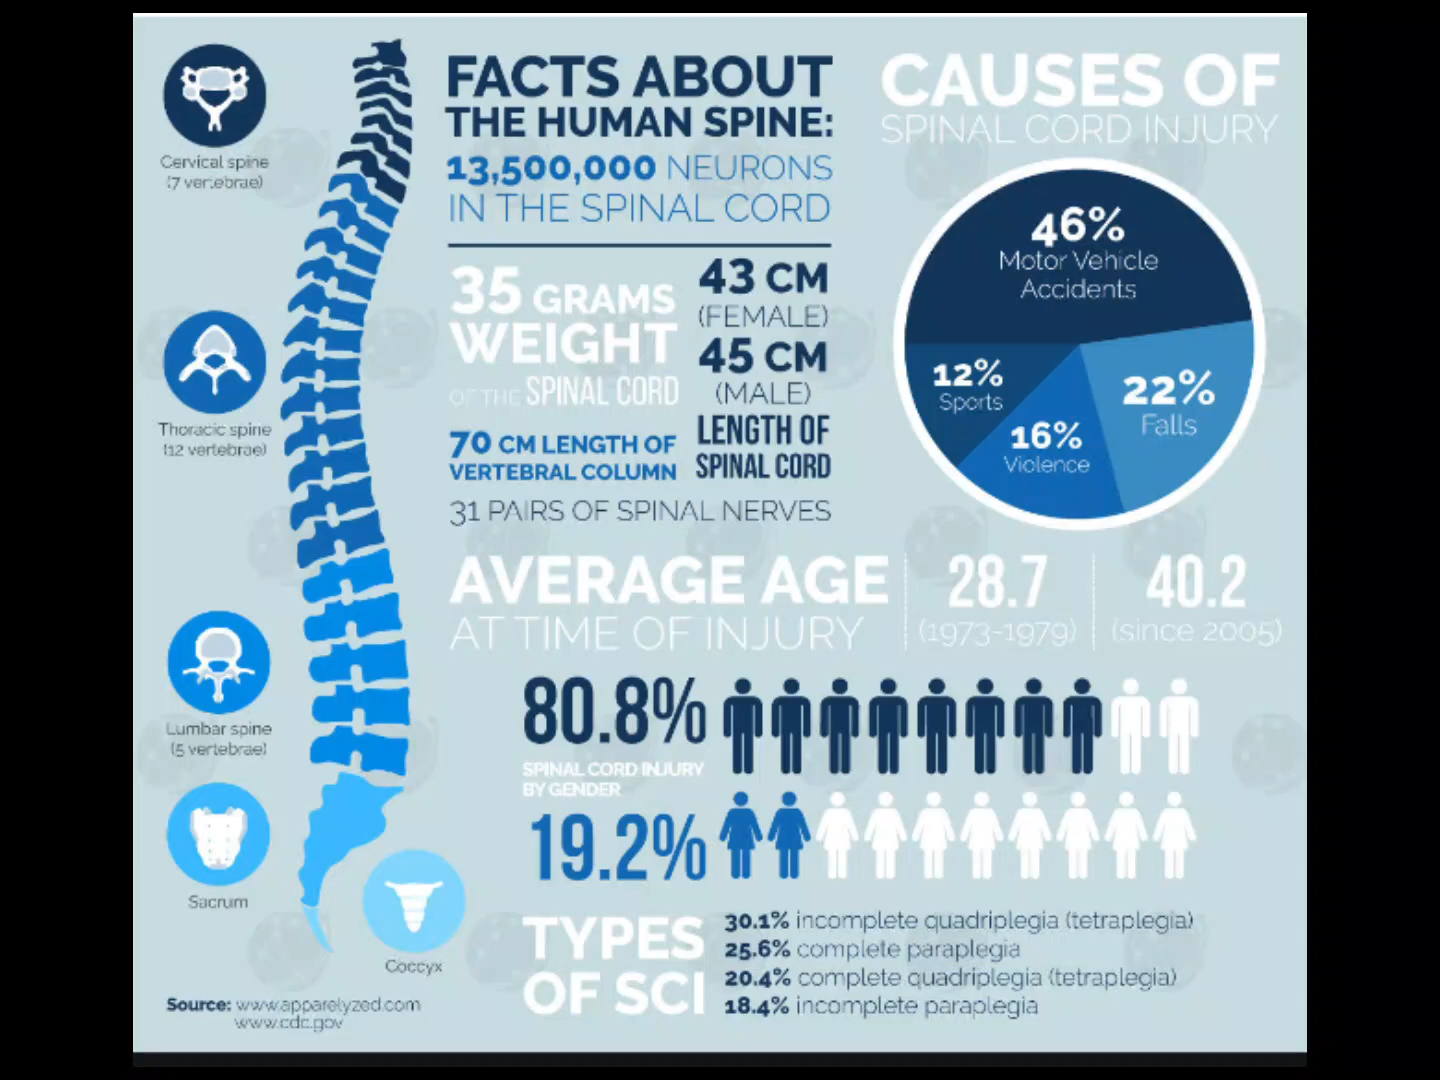 Cervical spine
(7 vertebrae)
Thoracic spine
(12 vertebrae)
Lumbar spine
(5 vertebrae)
Sacrum
Coccyx
Source: www.apparelyzed.com
www.cdc.gov
FACTS ABOUT
THE HUMAN SPINE:
13,500,000 NEURONS
IN THE SPINAL CORD
35 GRAMS
WEIGHT
OF THE SPINAL CORD
70 CM LENGTH OF
VERTEBRAL COLUMN
43 CM
(FEMALE)
45 CM
(MALE)
LENGTH OF
SPINAL CORD
31 PAIRS OF SPINAL NERVES
CAUSES OF
SPINAL CORD INJURY
46%
Motor Vehicle
Accidents
22%
Falls
16%
Violence
12%
Sports
AVERAGE AGE
AT TIME OF INJURY
28.7
(1973-1979)
40.2
(since 2005)
80.8%
SPINAL CORD INJURY
BY GENDER
19.2%
TYPES
OF SCI
30.1% incomplete quadriplegia (tetraplegia)
25.6% complete paraplegia
20.4% complete quadriplegia (tetraplegia)
18.4% incomplete paraplegia